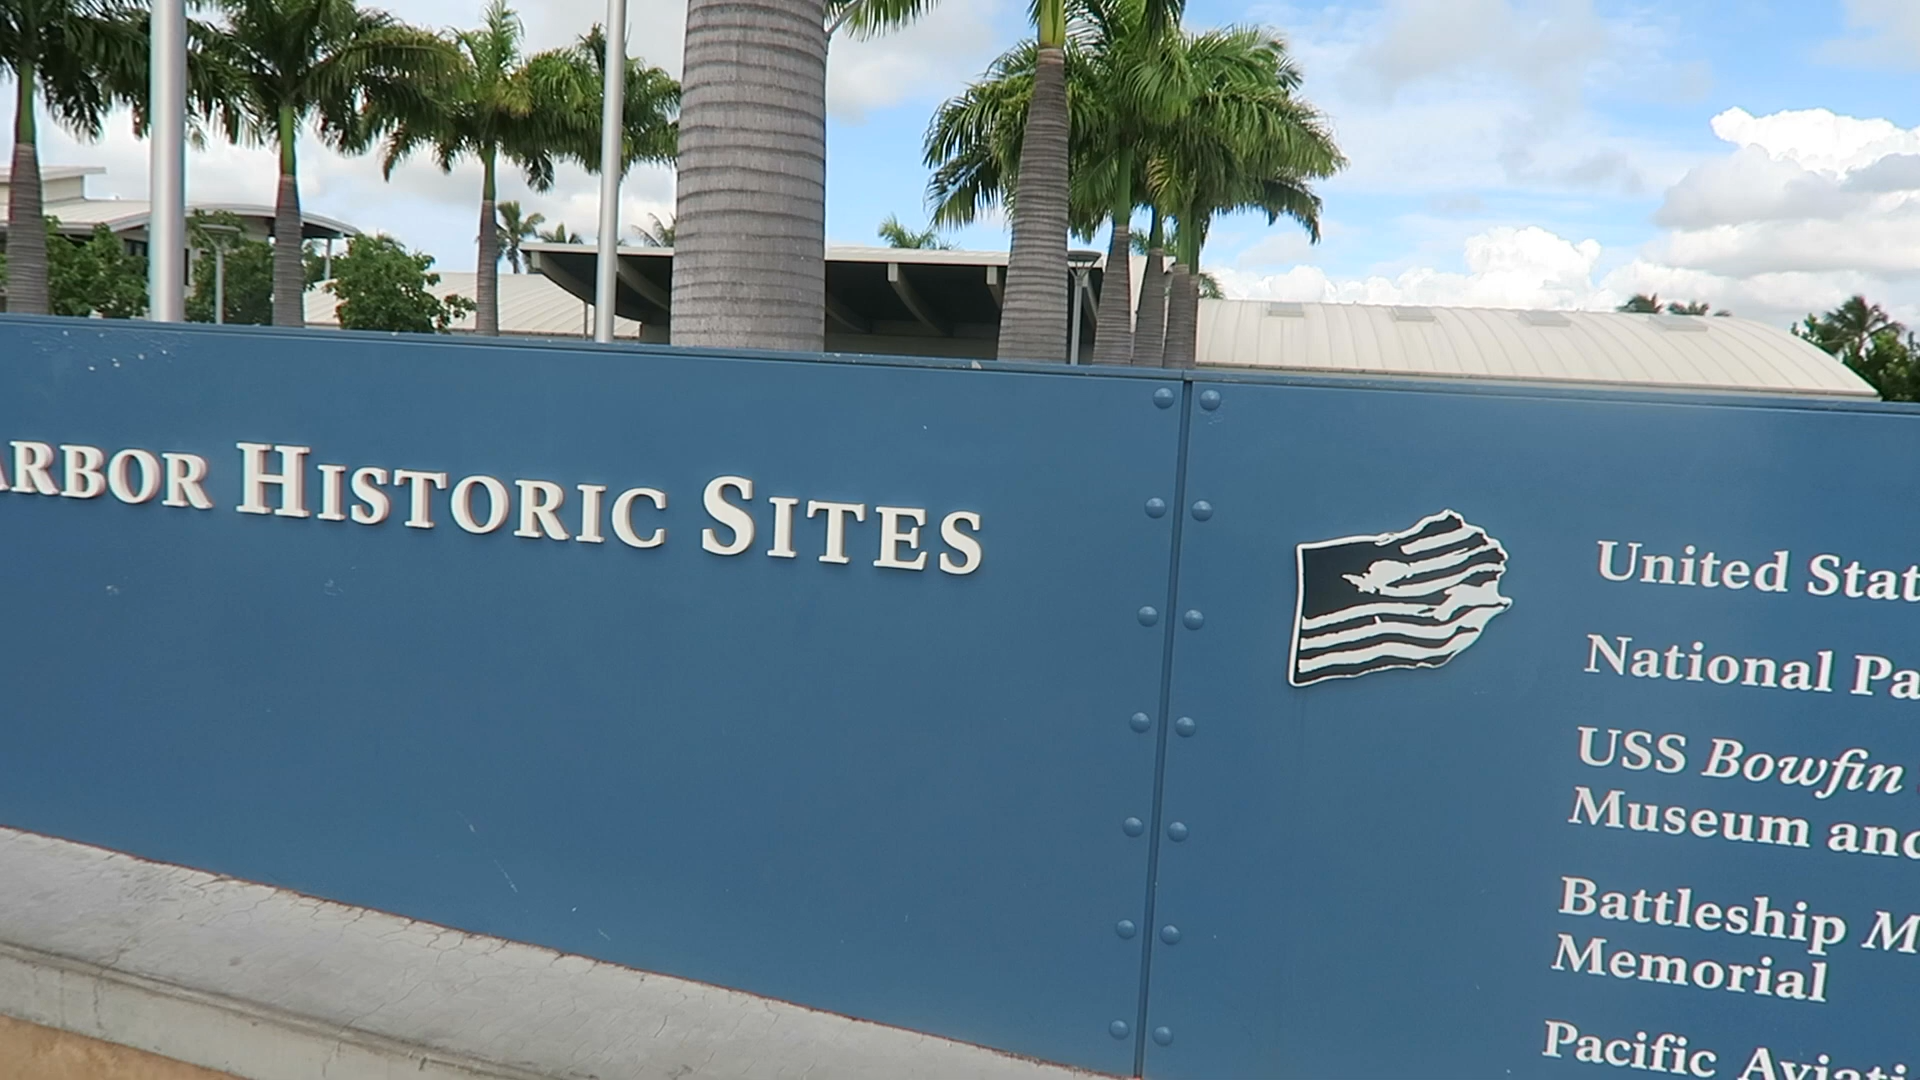 ARBOR HISTORIC SITES
United Stat
National Pa
USS Bowfin
Museum and
Battleship M
Memorial
Pacific Aviati